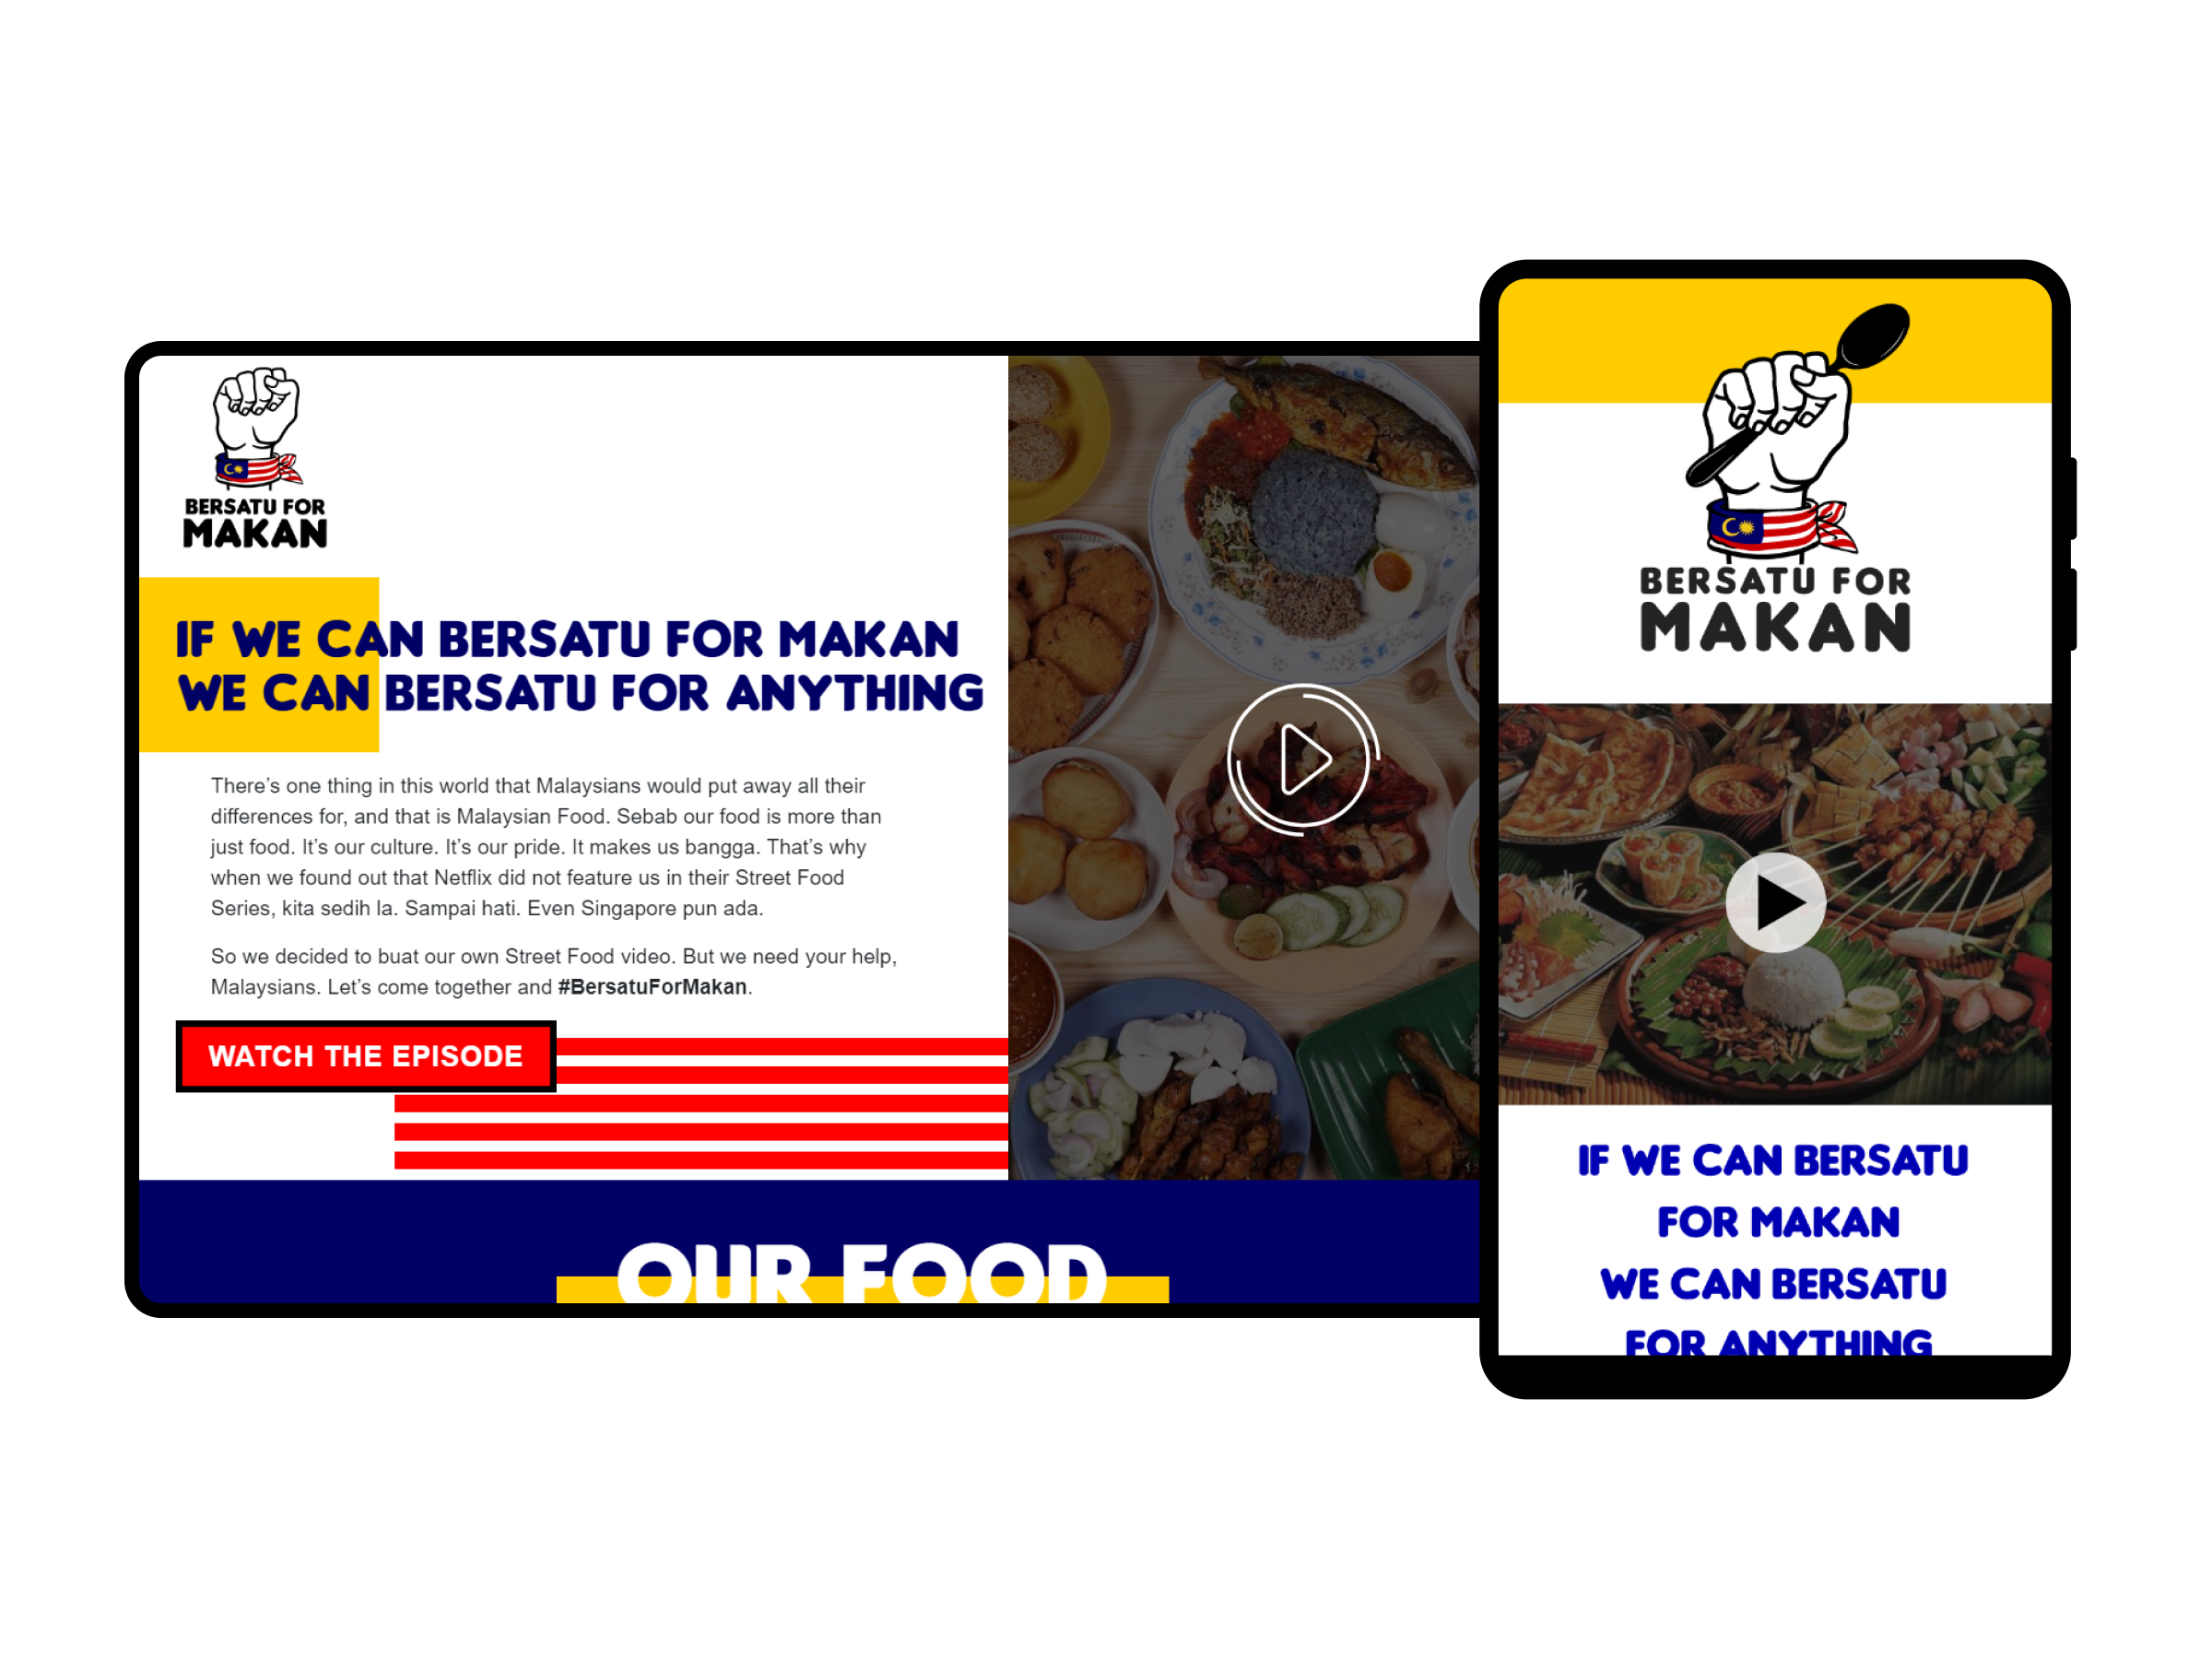 BERSATU FOR
MAKAN
IF WE CAN BERSATU FOR MAKAN
WE CAN BERSATU FOR ANYTHING
There’s one thing in this world that Malaysians would put away all their
differences for, and that is Malaysian Food. Sebab our food is more than
just food. It’s our culture. It’s our pride. It makes us bangga. That’s why
when we found out that Netflix did not feature us in their Street Food
Series, kita sedih la. Sampai hati. Even Singapore pun ada.
So we decided to buat our own Street Food video. But we need your help,
Malaysians. Let’s come together and #BersatuForMakan.
WATCH THE EPISODE
OUR FOOD
BERSATU FOR
MAKAN
IF WE CAN BERSATU
FOR MAKAN
WE CAN BERSATU
FOR ANYTHING